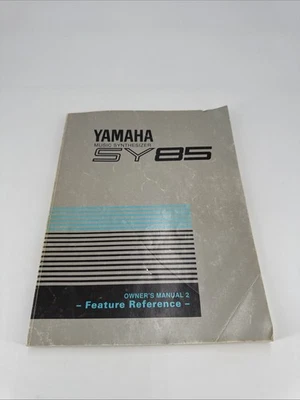 YAMAHA
MUSIC SYNTHESIZER
SY85
OWNER'S MANUAL 2
– Feature Reference –